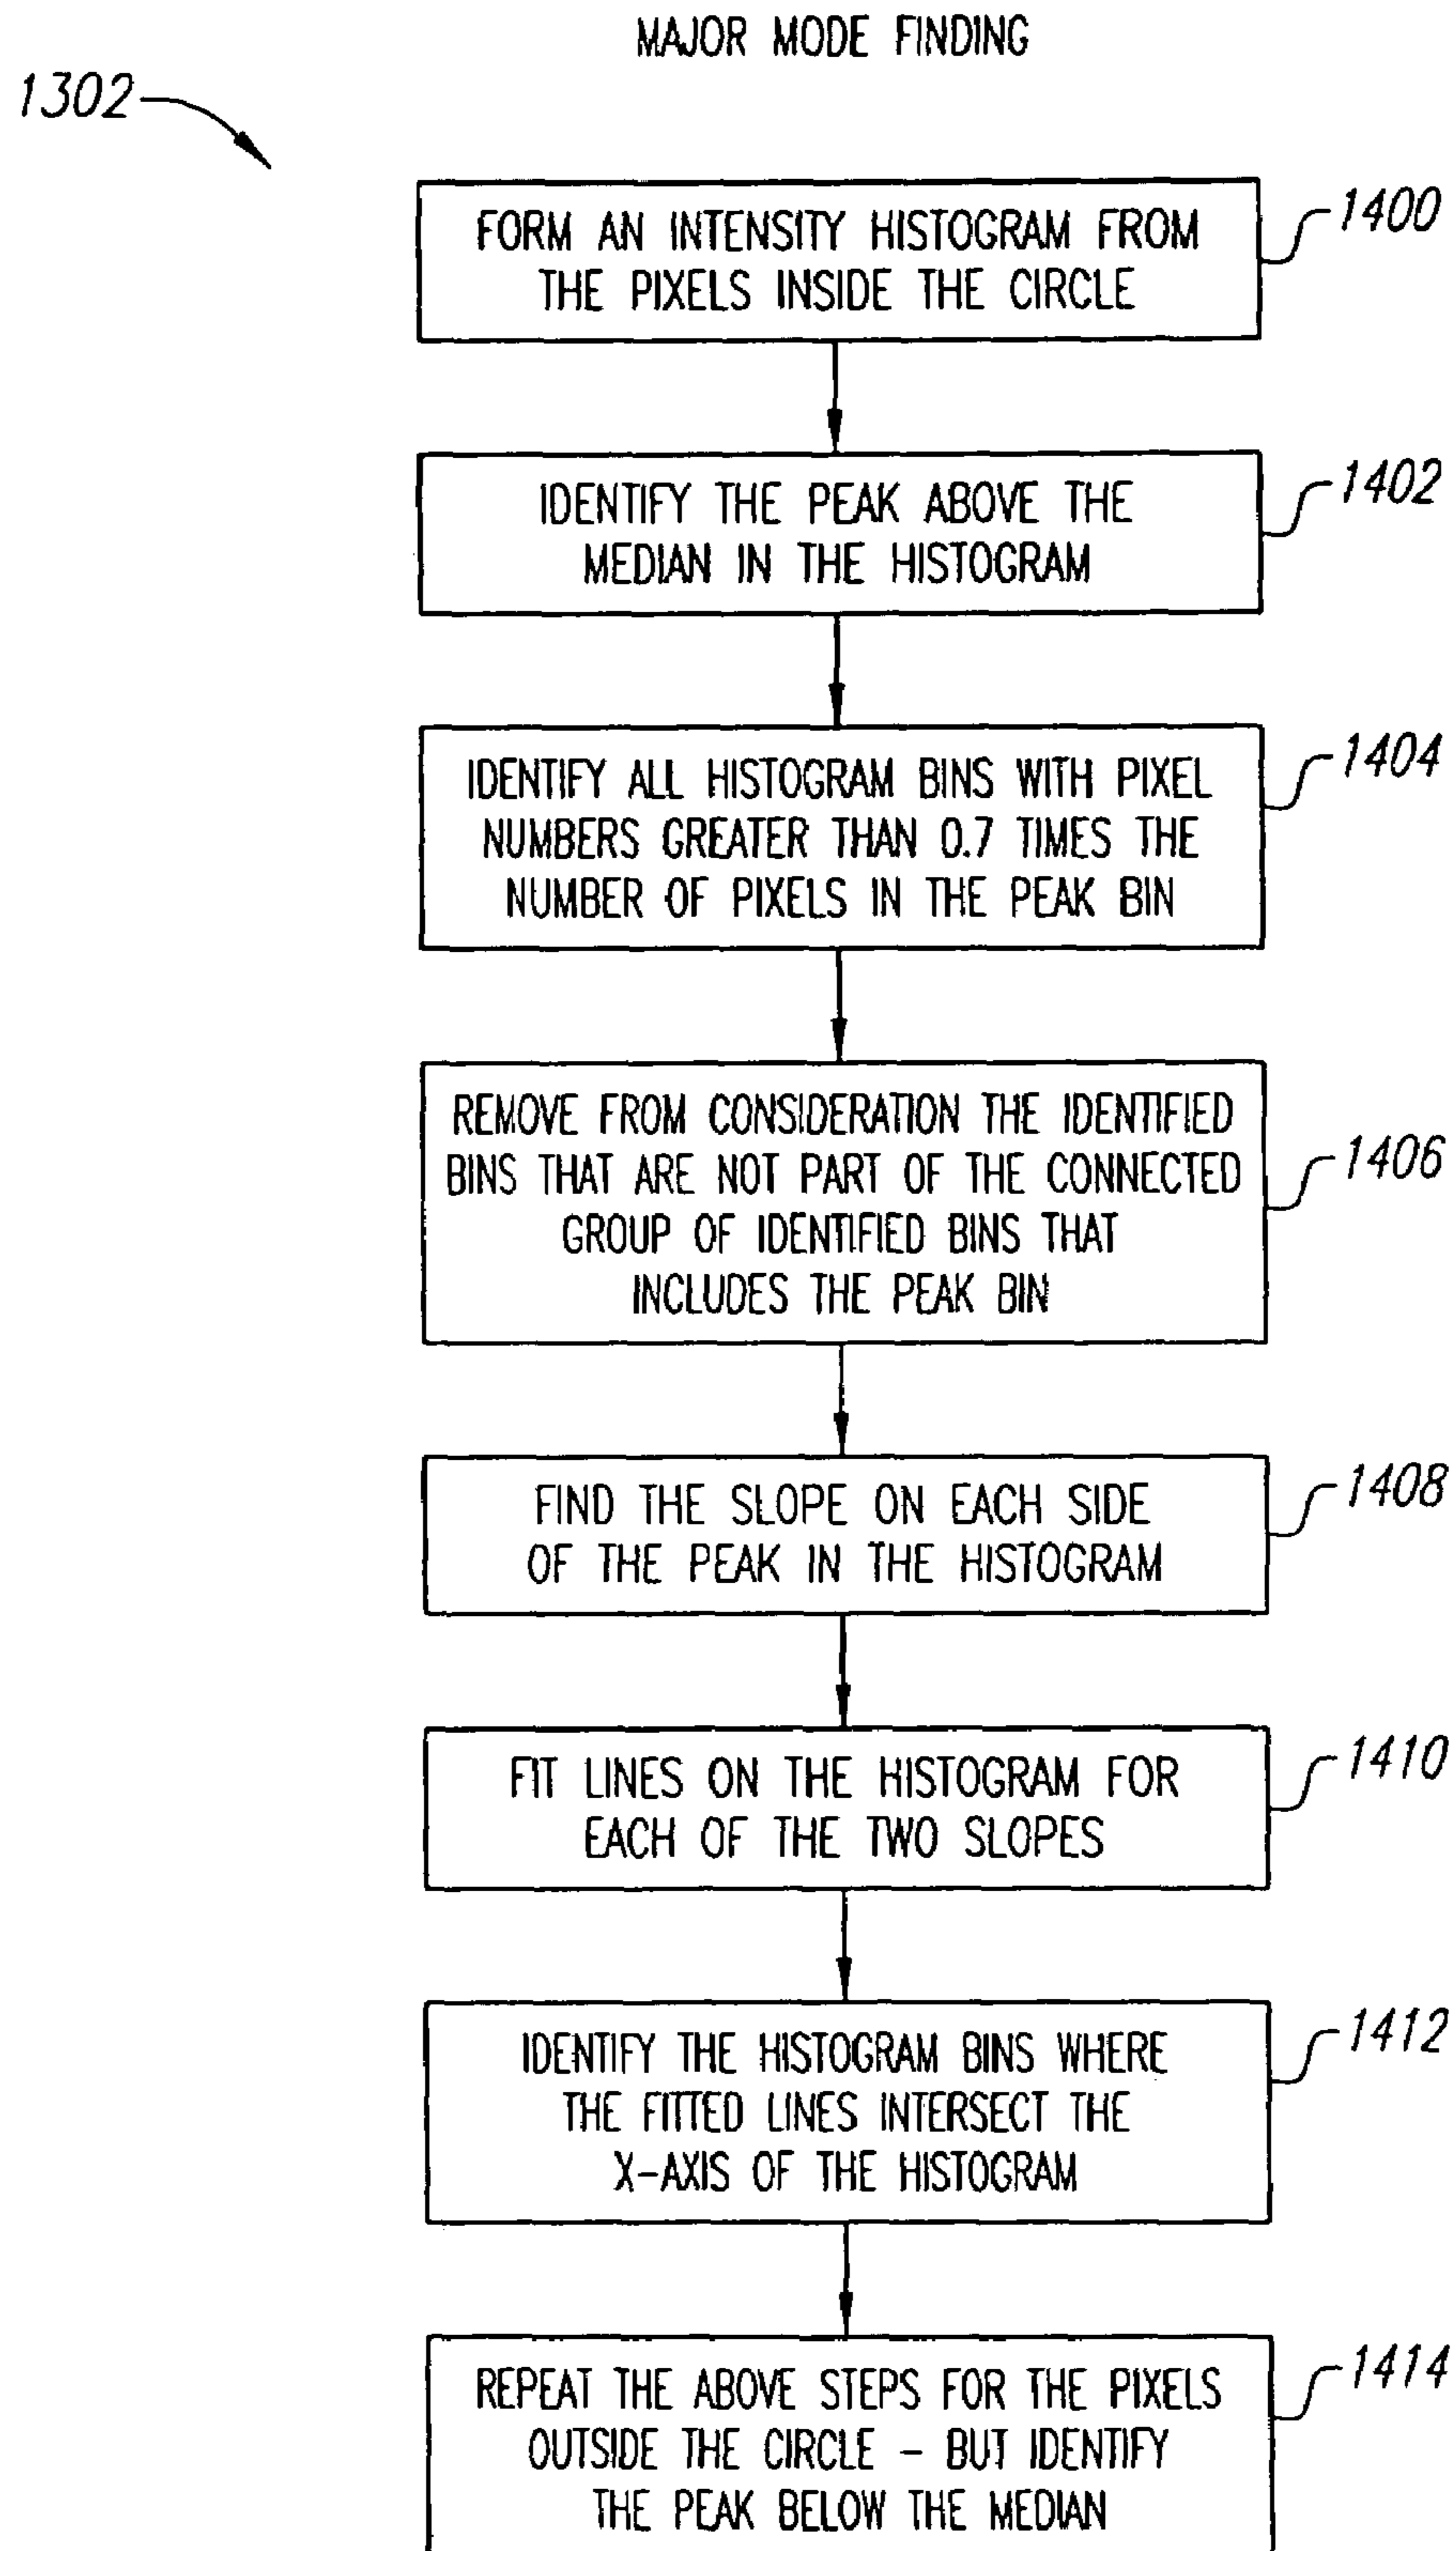 MAJOR MODE FINDING
1302
FORM AN INTENSITY HISTOGRAM FROM
THE PIXELS INSIDE THE CIRCLE
1400
IDENTIFY THE PEAK ABOVE THE
MEDIAN IN THE HISTOGRAM
1402
IDENTIFY ALL HISTOGRAM BINS WITH PIXEL
NUMBERS GREATER THAN 0.7 TIMES THE
NUMBER OF PIXELS IN THE PEAK BIN
1404
REMOVE FROM CONSIDERATION THE IDENTIFIED
BINS THAT ARE NOT PART OF THE CONNECTED
GROUP OF IDENTIFIED BINS THAT
INCLUDES THE PEAK BIN
1406
FIND THE SLOPE ON EACH SIDE
OF THE PEAK IN THE HISTOGRAM
1408
FIT LINES ON THE HISTOGRAM FOR
EACH OF THE TWO SLOPES
1410
IDENTIFY THE HISTOGRAM BINS WHERE
THE FITTED LINES INTERSECT THE
X-AXIS OF THE HISTOGRAM
1412
REPEAT THE ABOVE STEPS FOR THE PIXELS
OUTSIDE THE CIRCLE – BUT IDENTIFY
THE PEAK BELOW THE MEDIAN
1414